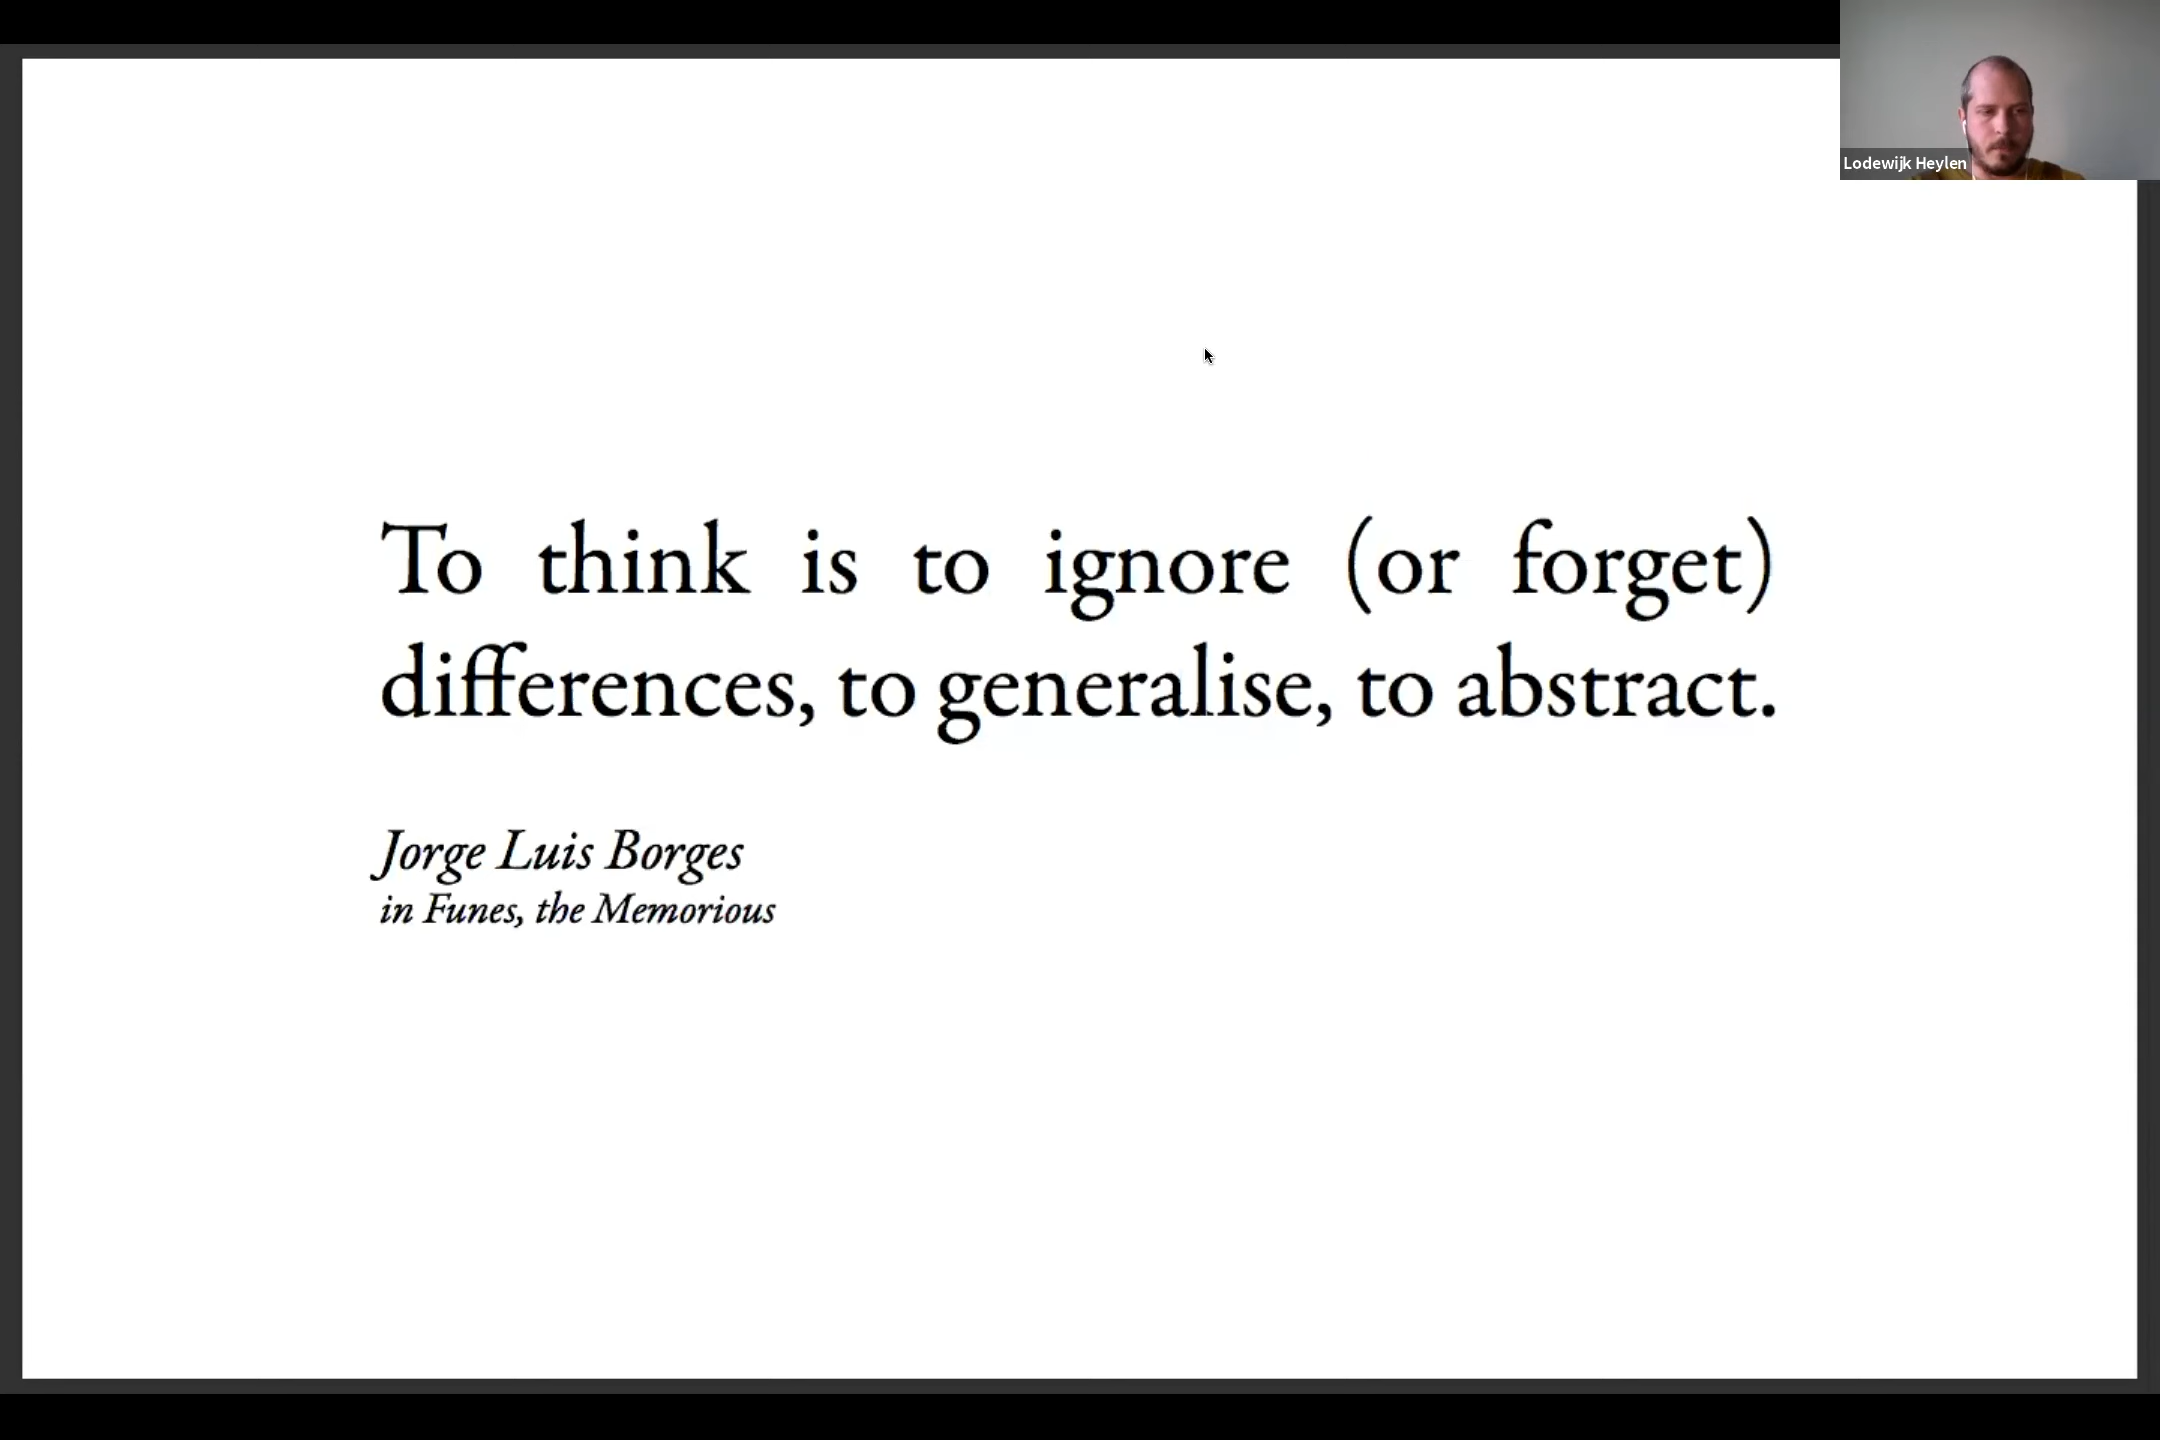 Lodewijk Heylen
To think is to ignore (or forget)
differences, to generalise, to abstract.
Jorge Luis Borges
in Funes, the Memorious